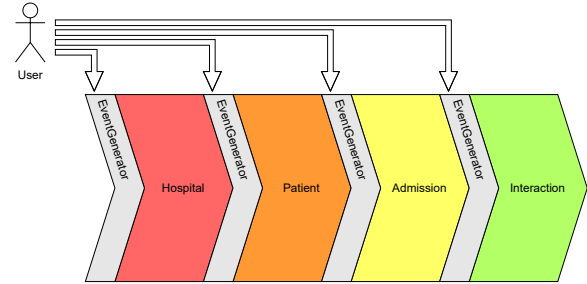 User
EventGenerator
Hospital
EventGenerator
Patient
EventGenerator
Admission
EventGenerator
Interaction